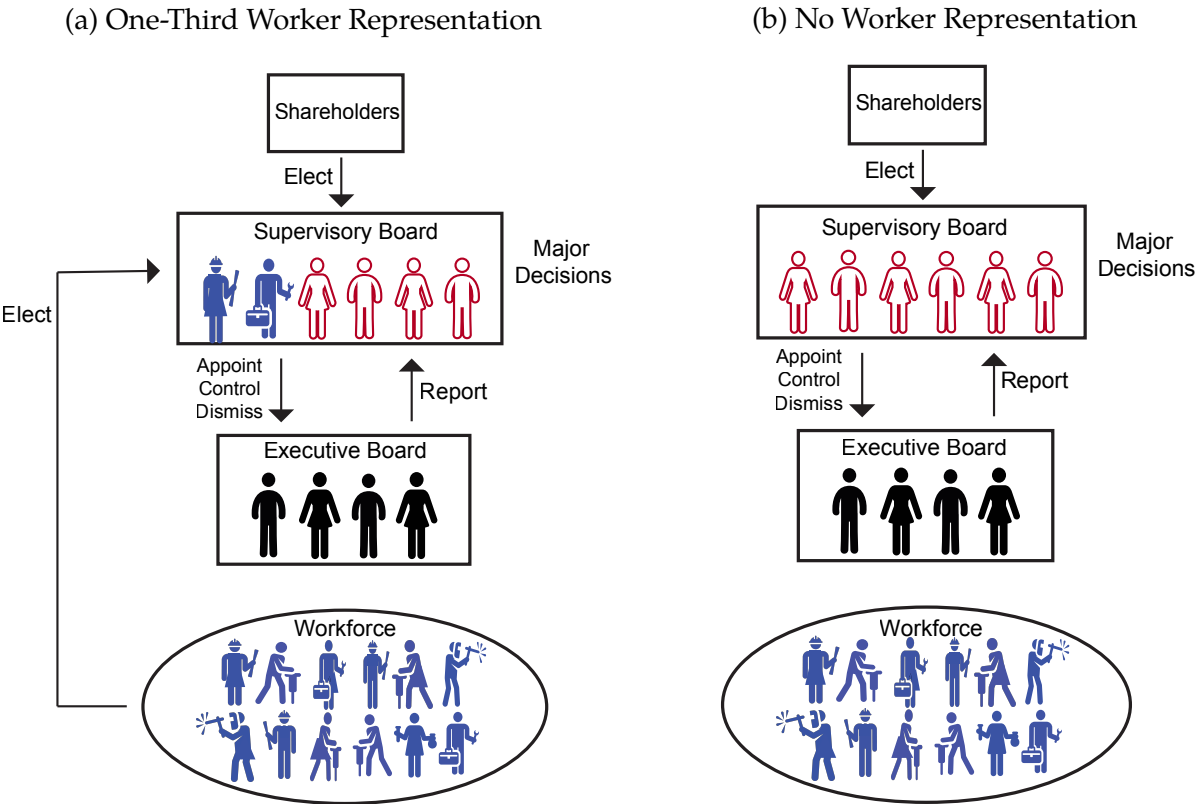 (a) One-Third Worker Representation
Shareholders
Elect
Supervisory Board
Major
Decisions
Elect
Appoint
Control
Dismiss
Report
Executive Board
Workforce
(b) No Worker Representation
Shareholders
Elect
Supervisory Board
Major
Decisions
Appoint
Control
Dismiss
Report
Executive Board
Workforce